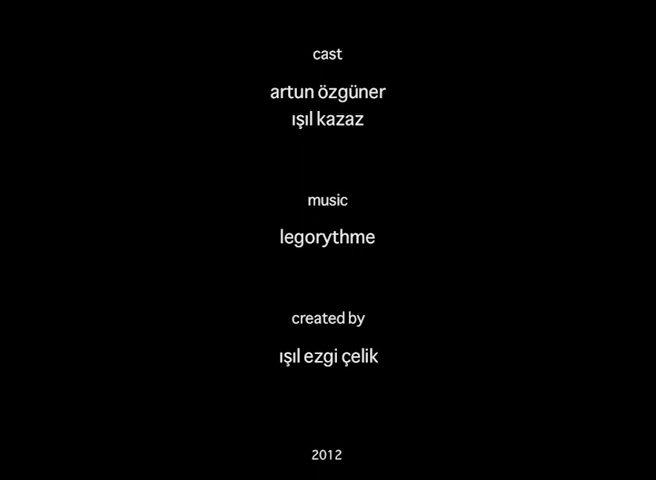 cast
artun özgüner
ışıl kazaz
music
legorythme
created by
ışıl ezgi çelik
2012